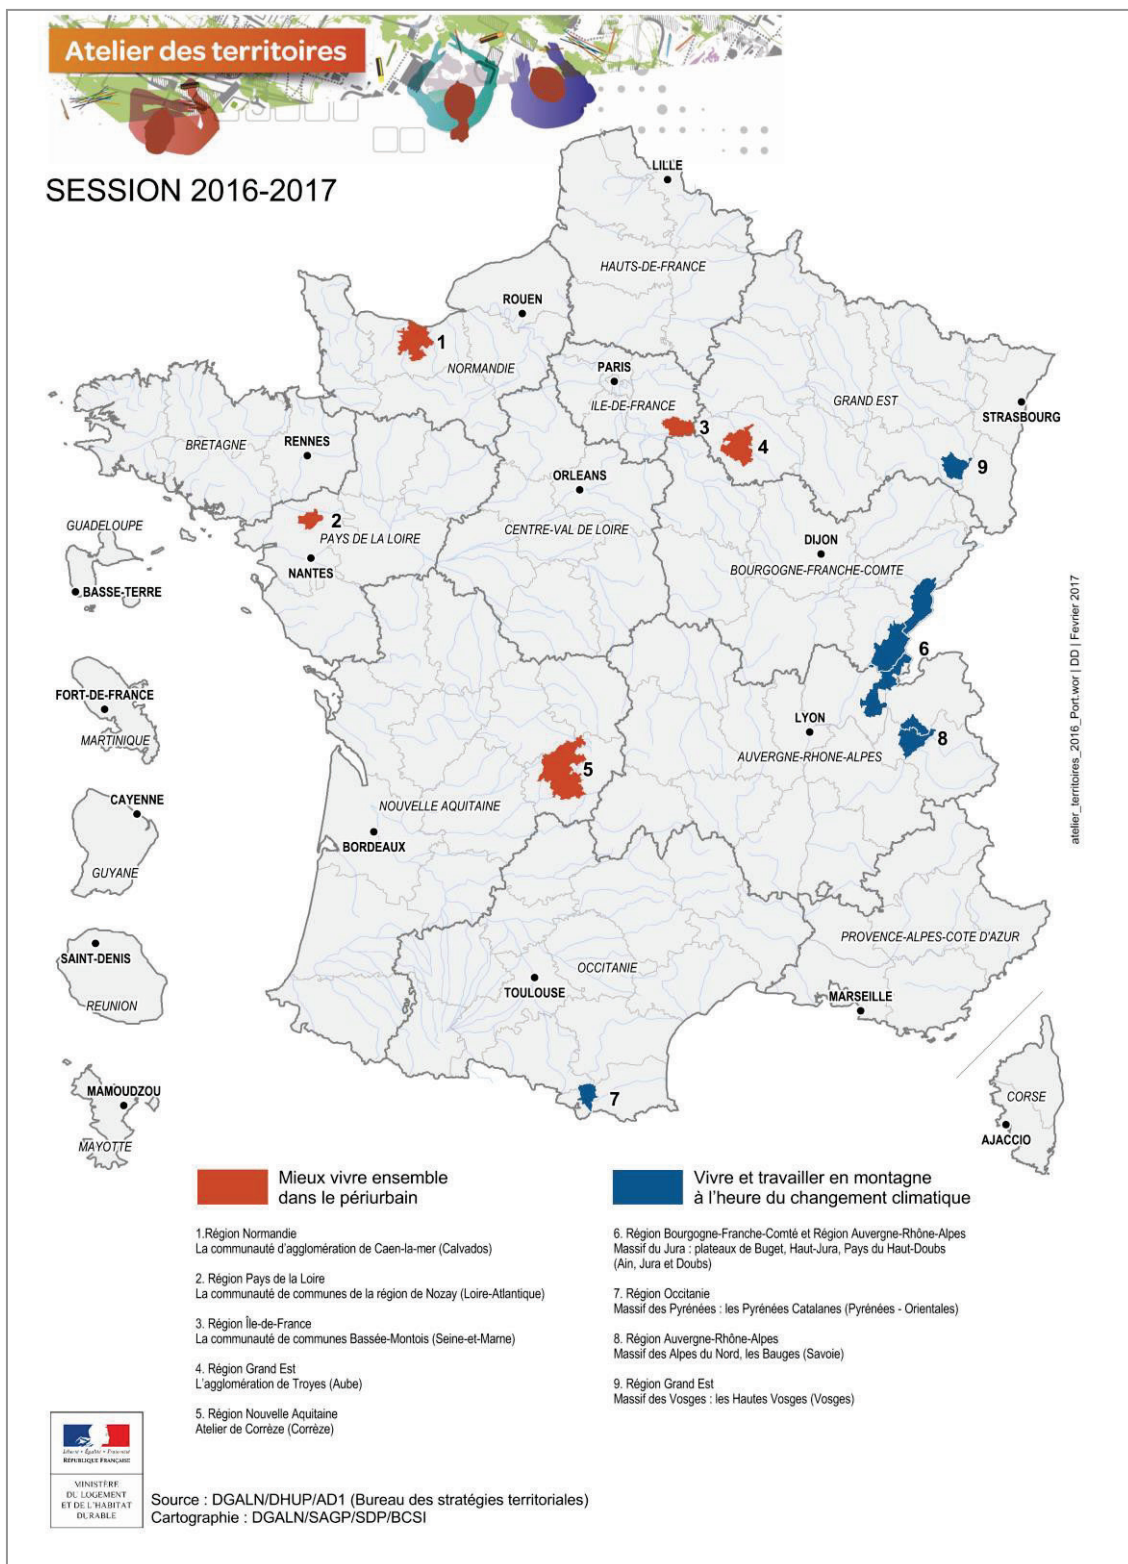 Atelier des territoires
SESSION 2016-2017
LILLE
HAUTS-DE-FRANCE
ROUEN
1
NORMANDIE
PARIS
ILE-DE-FRANCE
3
4
GRAND EST
STRASBOURG
9
BRETAGNE
RENNES
ORLEANS
2
PAYS DE LA LOIRE
CENTRE-VAL DE LOIRE
NANTES
DIJON
BOURGOGNE-FRANCHE-COMTE
GUADELOUPE
BASSE-TERRE
6
FORT-DE-FRANCE
MARTINIQUE
LYON
8
AUVERGNE-RHONE-ALPES
5
NOUVELLE AQUITAINE
BORDEAUX
CAYENNE
GUYANE
SAINT-DENIS
REUNION
PROVENCE-ALPES-COTE D'AZUR
OCCITANIE
TOULOUSE
MARSEILLE
MAMOUDZOU
MAYOTTE
7
CORSE
AJACCIO
atelier_territoires_2016_Port.wor | DD | Fevrier 2017
Mieux vivre ensemble
dans le périurbain
1.Région Normandie
La communauté d'agglomération de Caen-la-mer (Calvados)
2. Région Pays de la Loire
La communauté de communes de la région de Nozay (Loire-Atlantique)
3. Région Île-de-France
La communauté de communes Bassée-Montois (Seine-et-Marne)
4. Région Grand Est
L'agglomération de Troyes (Aube)
5. Région Nouvelle Aquitaine
Atelier de Corrèze (Corrèze)
Vivre et travailler en montagne
à l'heure du changement climatique
6. Région Bourgogne-Franche-Comté et Région Auvergne-Rhône-Alpes
Massif du Jura : plateaux de Buget, Haut-Jura, Pays du Haut-Doubs
(Ain, Jura et Doubs)
7. Région Occitanie
Massif des Pyrénées : les Pyrénées Catalanes (Pyrénées - Orientales)
8. Région Auvergne-Rhône-Alpes
Massif des Alpes du Nord, les Bauges (Savoie)
9. Région Grand Est
Massif des Vosges : les Hautes Vosges (Vosges)
Liberté • Égalité • Fraternité
RÉPUBLIQUE FRANÇAISE
MINISTÈRE
DU LOGEMENT
ET DE L'HABITAT
DURABLE
Source : DGALN/DHUP/AD1 (Bureau des stratégies territoriales)
Cartographie : DGALN/SAGP/SDP/BCSI